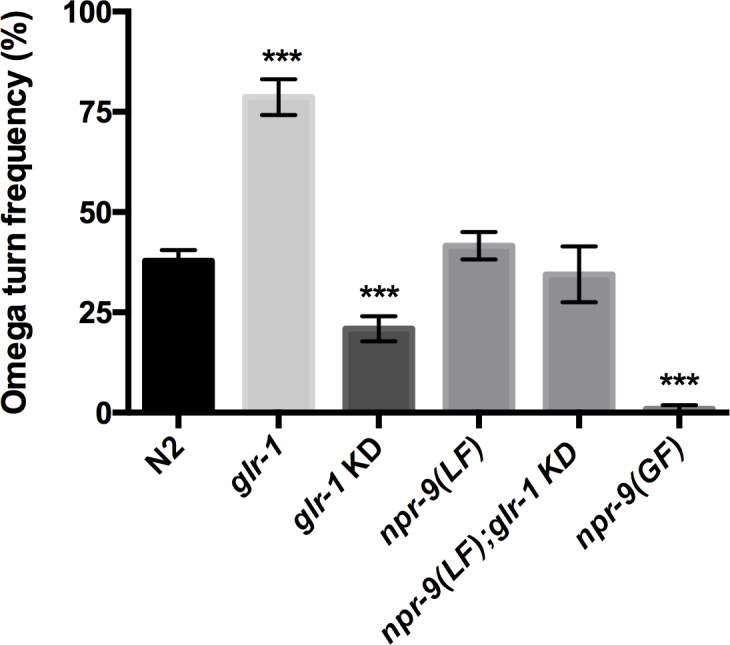 Omega turn frequency (%)
100
75
50
25
0
***
***
***
N2
glr-1
glr-1 KD
npr-9(LF)
npr-9(LF);glr-1 KD
npr-9(GF)